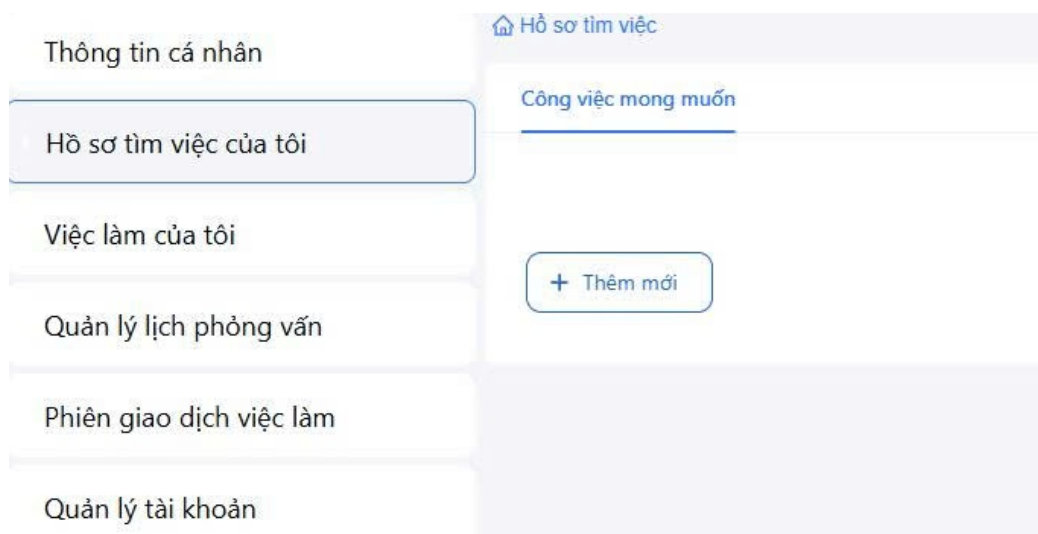 Thông tin cá nhân
Hồ sơ tìm việc của tôi
Việc làm của tôi
Quản lý lịch phỏng vấn
Phiên giao dịch việc làm
Quản lý tài khoản
Hồ sơ tìm việc
Công việc mong muốn
+ Thêm mới